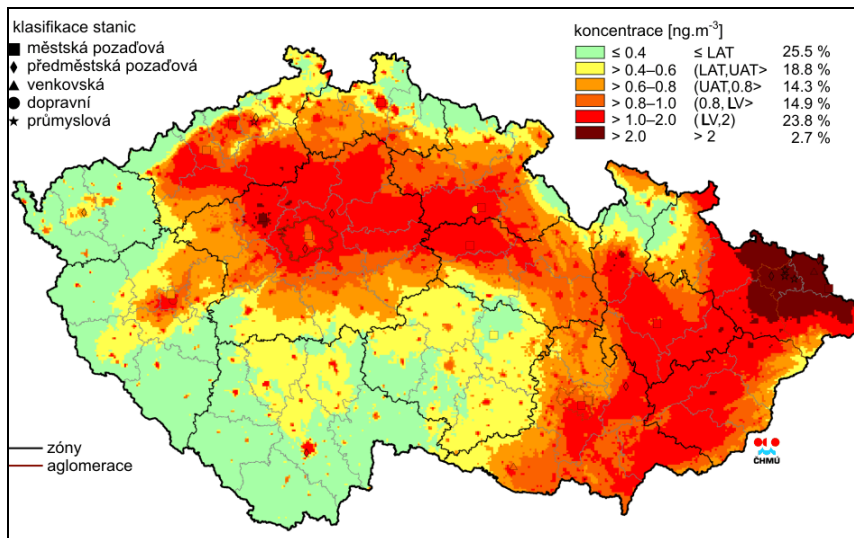 klasifikace stanic
městská pozaďová
předměstská pozaďová
venkovská
dopravní
průmyslová
koncentrace [ng.m⁻³]
≤ 0.4 ≤ LAT 25.5 %
> 0.4–0.6 (LAT,UAT> 18.8 %
> 0.6–0.8 (UAT,0.8> 14.3 %
> 0.8–1.0 (0.8, LV> 14.9 %
> 1.0–2.0 (LV,2) 23.8 %
> 2.0 > 2 2.7 %
zóny
aglomerace
ČHMÚ